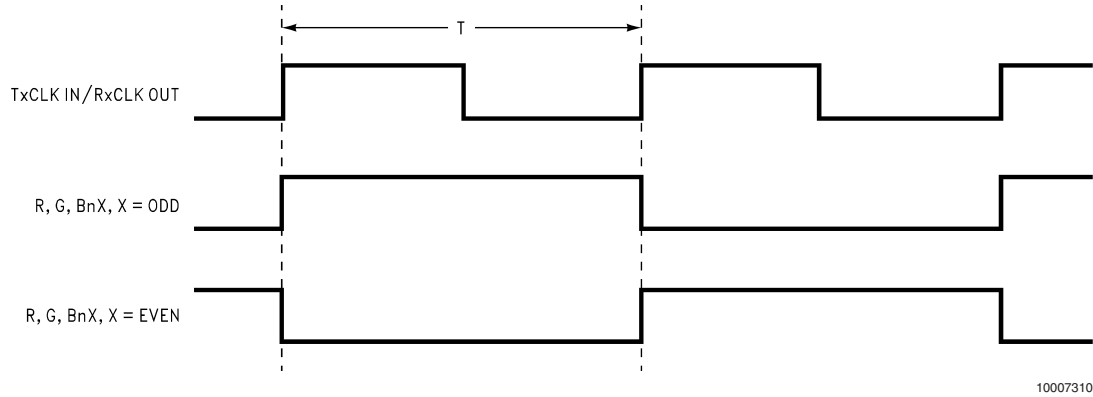 T
TxCLK IN/RxCLK OUT
R, G, BnX, X = ODD
R, G, BnX, X = EVEN
10007310